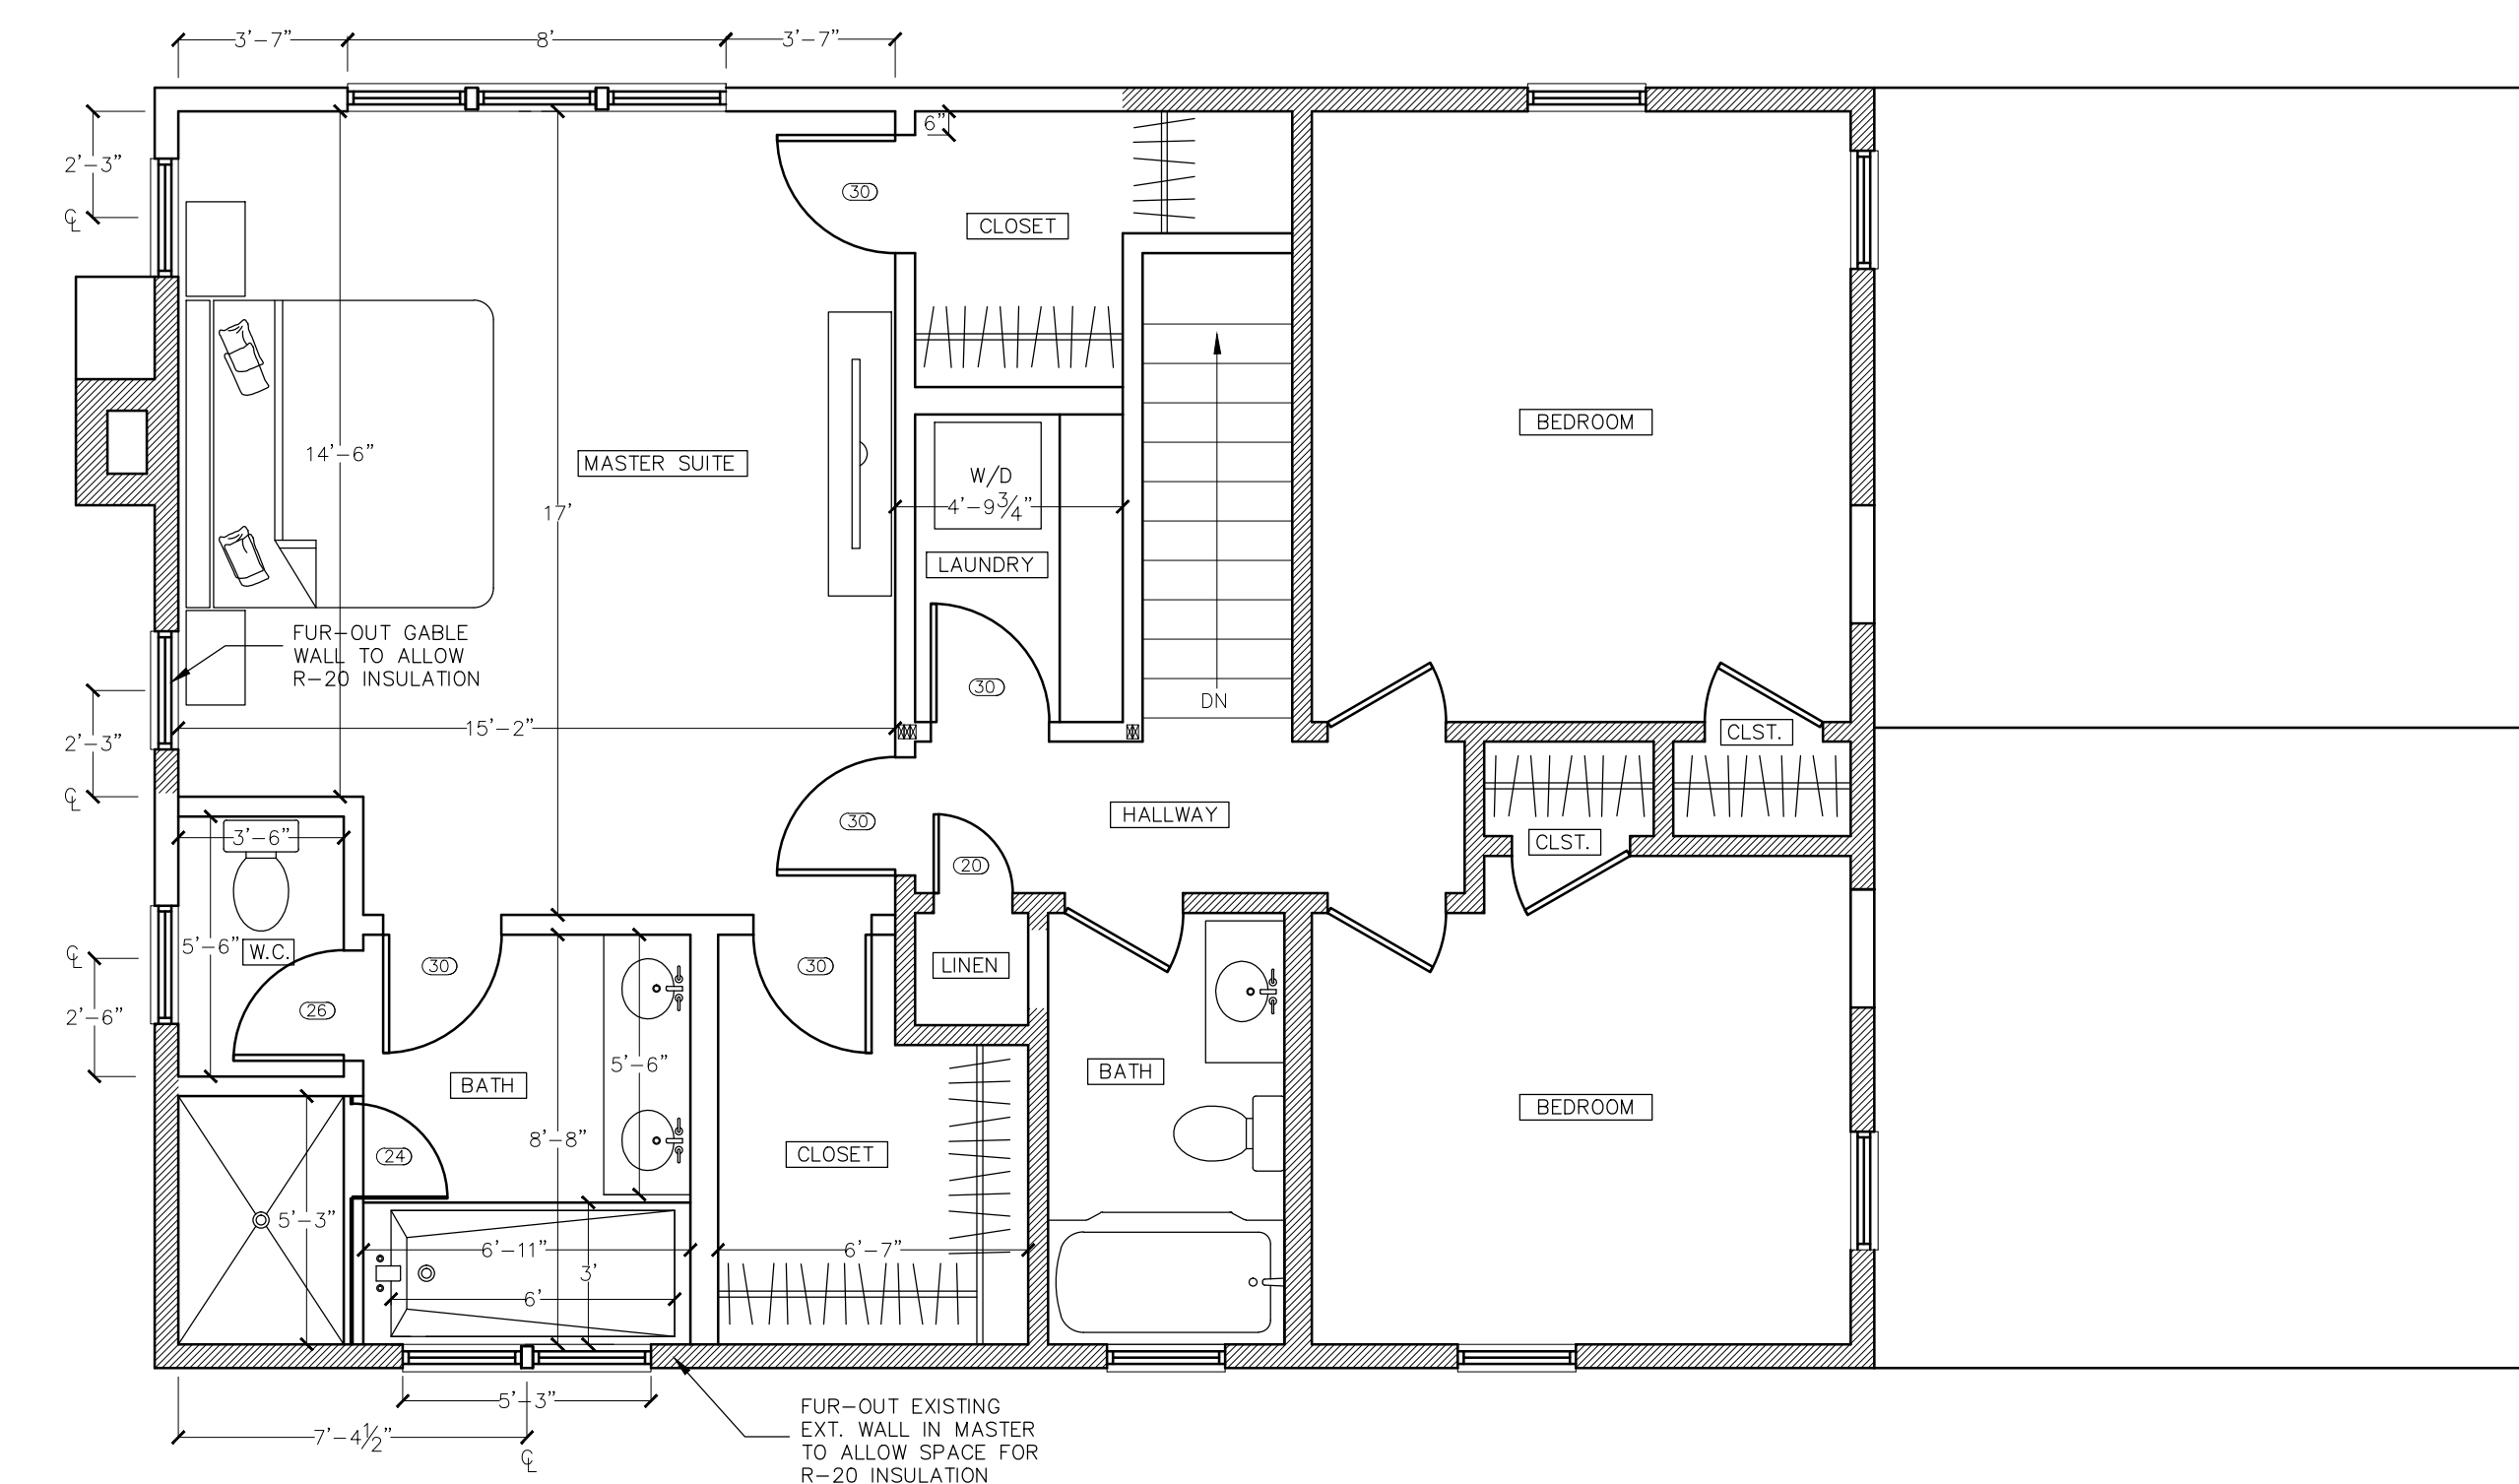 3'-7"
8'
3'-7"
2'-3"
6"
30
CLOSET
℄
14'-6"
MASTER SUITE
BEDROOM
W/D
4'-9 3/4"
17'
LAUNDRY
FUR-OUT GABLE
WALL TO ALLOW
R-20 INSULATION
30
DN
15'-2"
2'-3"
CLST.
℄
HALLWAY
30
3'-6"
CLST.
20
5'-6"
W.C.
30
30
LINEN
℄
26
2'-6"
5'-6"
BATH
BATH
BEDROOM
8'-8"
24
CLOSET
5'-3"
6'-11"
6'-7"
3'
6'
5'-3"
7'-4 1/2"
℄
FUR-OUT EXISTING
EXT. WALL IN MASTER
TO ALLOW SPACE FOR
R-20 INSULATION